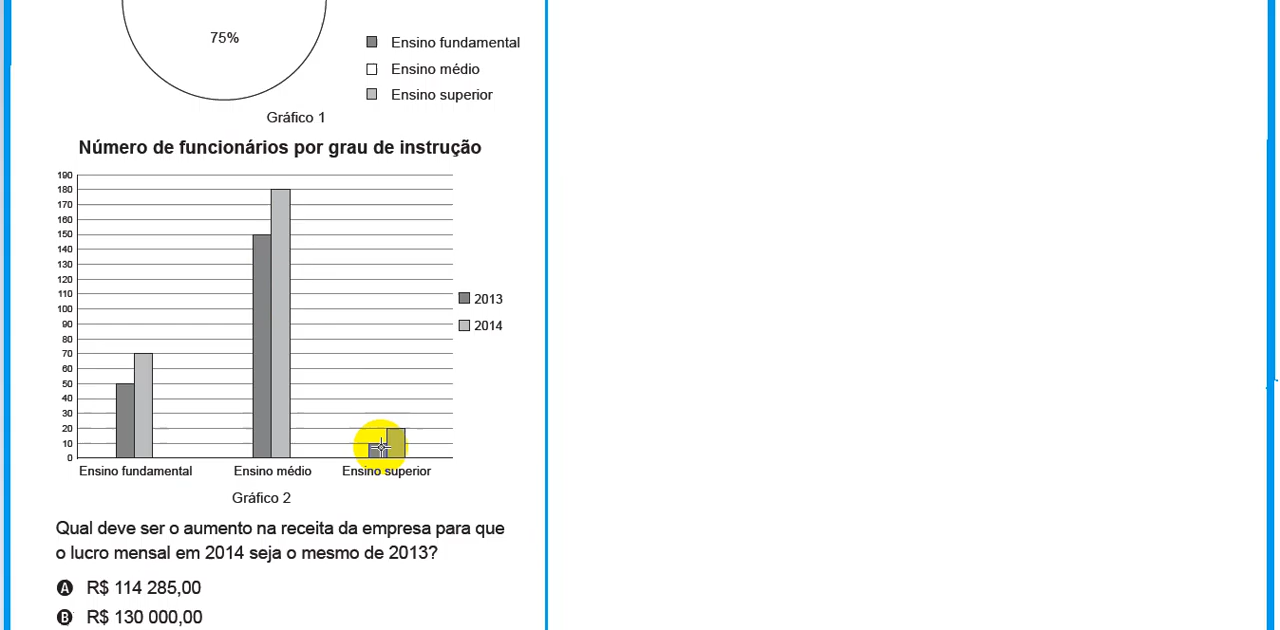 75%
Ensino fundamental
Ensino médio
Ensino superior
Gráfico 1
Número de funcionários por grau de instrução
190
180
170
160
150
140
130
120
110
100
90
80
70
60
50
40
30
20
10
0
2013
2014
Ensino fundamental Ensino médio Ensino superior
Gráfico 2
Qual deve ser o aumento na receita da empresa para que
o lucro mensal em 2014 seja o mesmo de 2013?
A R$ 114 285,00
B R$ 130 000,00